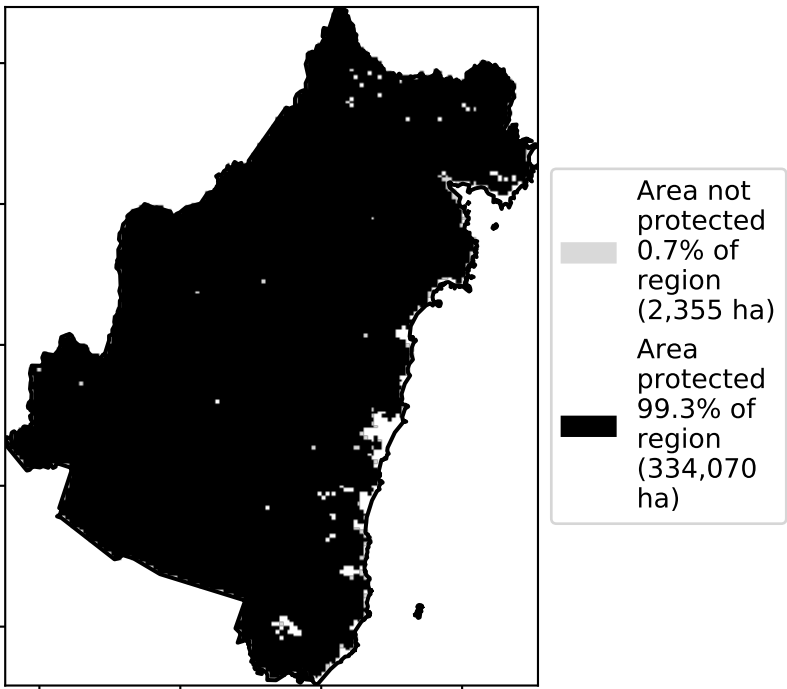 Area not
protected
0.7% of
region
(2,355 ha)
Area
protected
99.3% of
region
(334,070
ha)